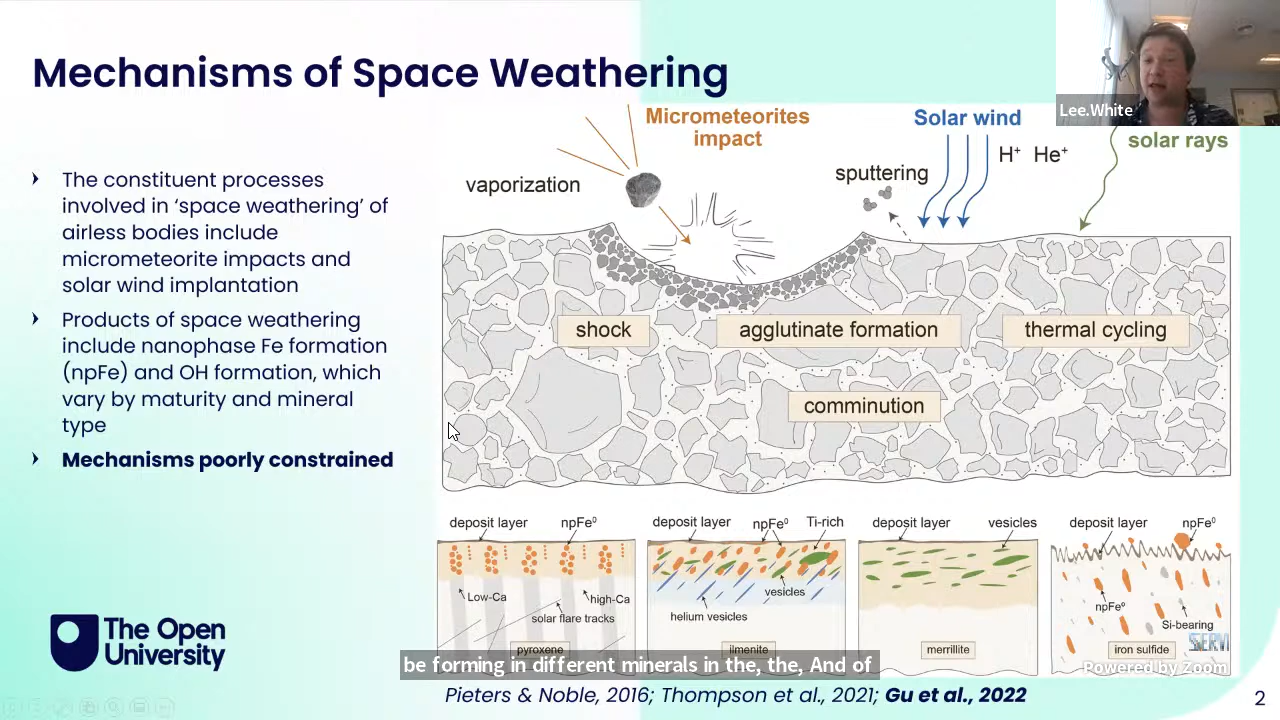 Mechanisms of Space Weathering
Lee.White
› The constituent processes
involved in ‘space weathering’ of
airless bodies include
micrometeorite impacts and
solar wind implantation
› Products of space weathering
include nanophase Fe formation
(npFe) and OH formation, which
vary by maturity and mineral
type
› Mechanisms poorly constrained
Micrometeorites
impact
Solar wind
H⁺ He⁺
solar rays
vaporization
sputtering
shock
agglutinate formation
thermal cycling
comminution
deposit layer npFe⁰
Low-Ca
high-Ca
solar flare tracks
pyroxene
deposit layer npFe⁰ Ti-rich
vesicles
helium vesicles
ilmenite
deposit layer vesicles
merrillite
deposit layer npFe⁰
npFe⁰
Si-bearing
iron sulfide
SERVI
Powered by Zoom
be forming in different minerals in the, the, And of
The Open
University
Pieters & Noble, 2016; Thompson et al., 2021; Gu et al., 2022
2